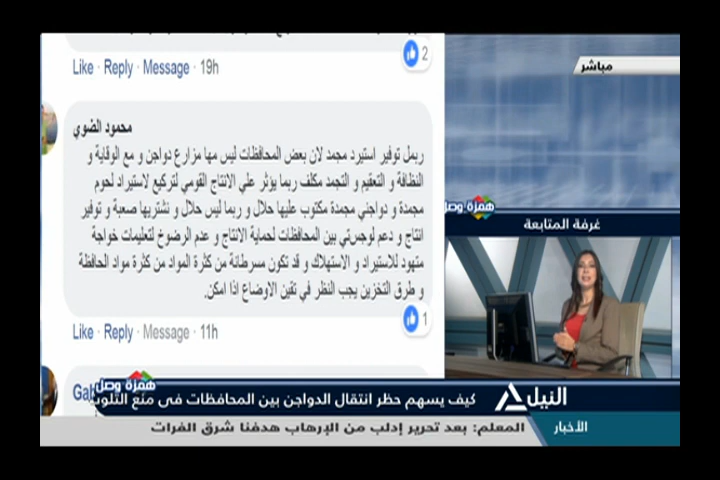 2
Like · Reply · Message · 19h
محمود الضوي
ربمل توفير استيرد مجمد لان بعض المحافظات ليس مها مزارع دواجن و مع الوقاية و
النظافة و التعقيم و التجمد مكلف ربما يؤثر علي الانتاج القومي لتركيع لاستيراد لحوم
مجمدة و دواجني مجمدة مكتوب عليها حلال و ربما ليس حلال و نشتريها صعبة و توفير
انتاج و دعم لوجسرتي بين المحافظات لحماية الانتاج و عدم الرضوخ لتعليمات خواجة
متهود للاستيراد و الاستهلاك و قد تكون مسرطانة من كثرة المواد من كثرة مواد الحافظة
و طرق التخزين يجب النظر في تقين الاوضاع اذا امكن.
1
Like · Reply · Message · 11h
مباشر
همزة وصل
غرفة المتابعة
همزة وصل
كيف يسهم حظر انتقال الدواجن بين المحافظات فى منع التلوث
النيل
الأخبار
المعلم: بعد تحرير إدلب من الإرهاب هدفنا شرق الفرات